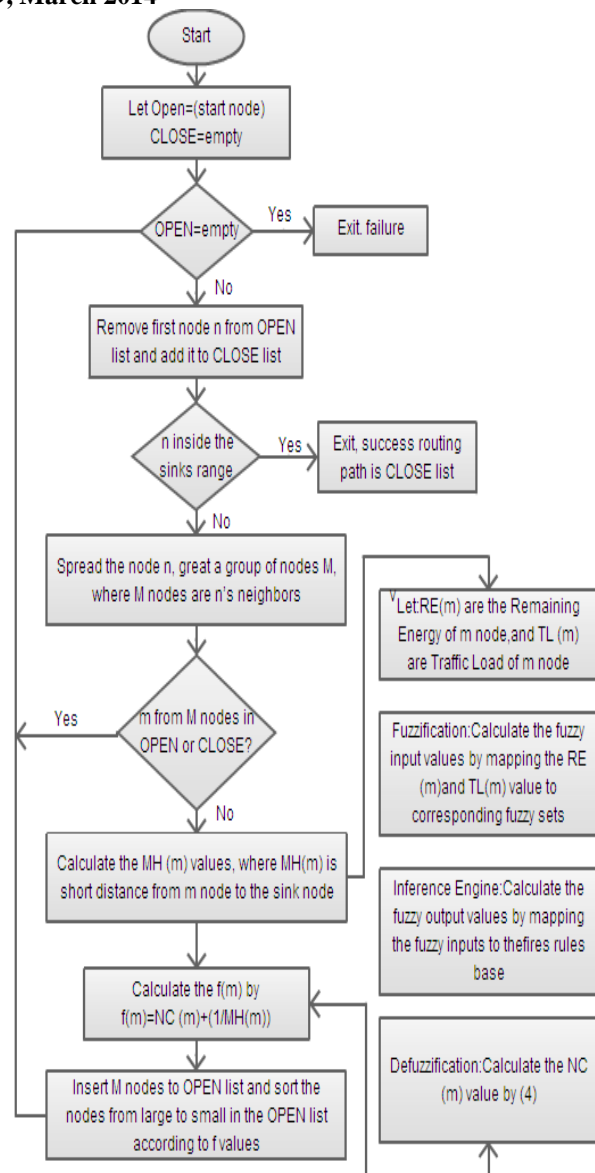 , March 2014
Start
Let Open=(start node)
CLOSE=empty
OPEN=empty
Yes
Exit. failure
No
Remove first node n from OPEN
list and add it to CLOSE list
n inside the
sinks range
Yes
Exit, success routing
path is CLOSE list
No
Spread the node n, great a group of nodes M,
where M nodes are n's neighbors
Let:RE(m) are the Remaining
Energy of m node,and TL (m)
are Traffic Load of m node
m from M nodes in
OPEN or CLOSE?
Yes
No
Fuzzification:Calculate the fuzzy
input values by mapping the RE
(m)and TL(m) value to
corresponding fuzzy sets
Calculate the MH (m) values, where MH(m) is
short distance from m node to the sink node
Inference Engine:Calculate the
fuzzy output values by mapping
the fuzzy inputs to thefires rules
base
Calculate the f(m) by
f(m)=NC (m)+(1/MH(m))
Defuzzification:Calculate the NC
(m) value by (4)
Insert M nodes to OPEN list and sort the
nodes from large to small in the OPEN list
according to f values